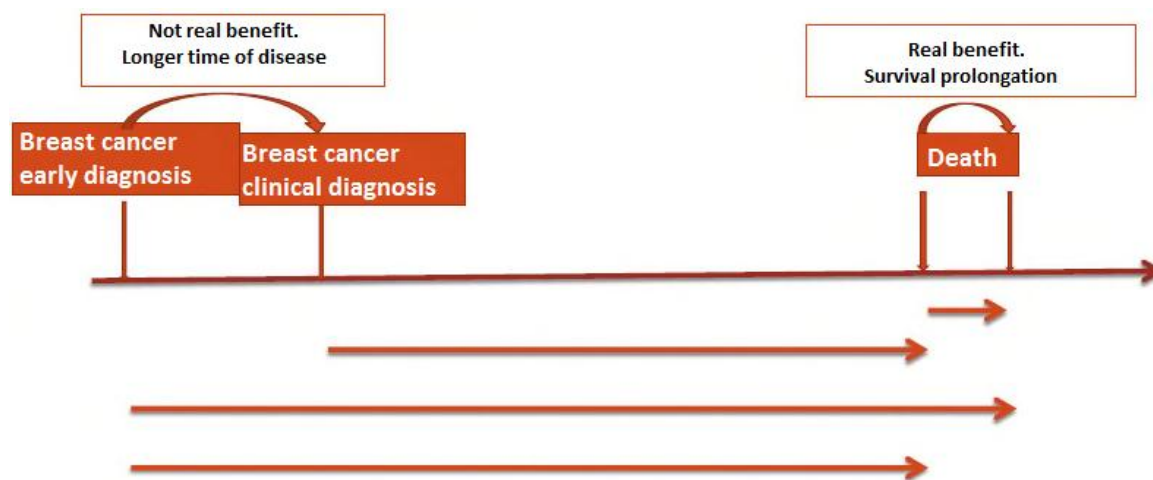 Not real benefit.
Longer time of disease
Real benefit.
Survival prolongation
Breast cancer
early diagnosis
Breast cancer
clinical diagnosis
Death